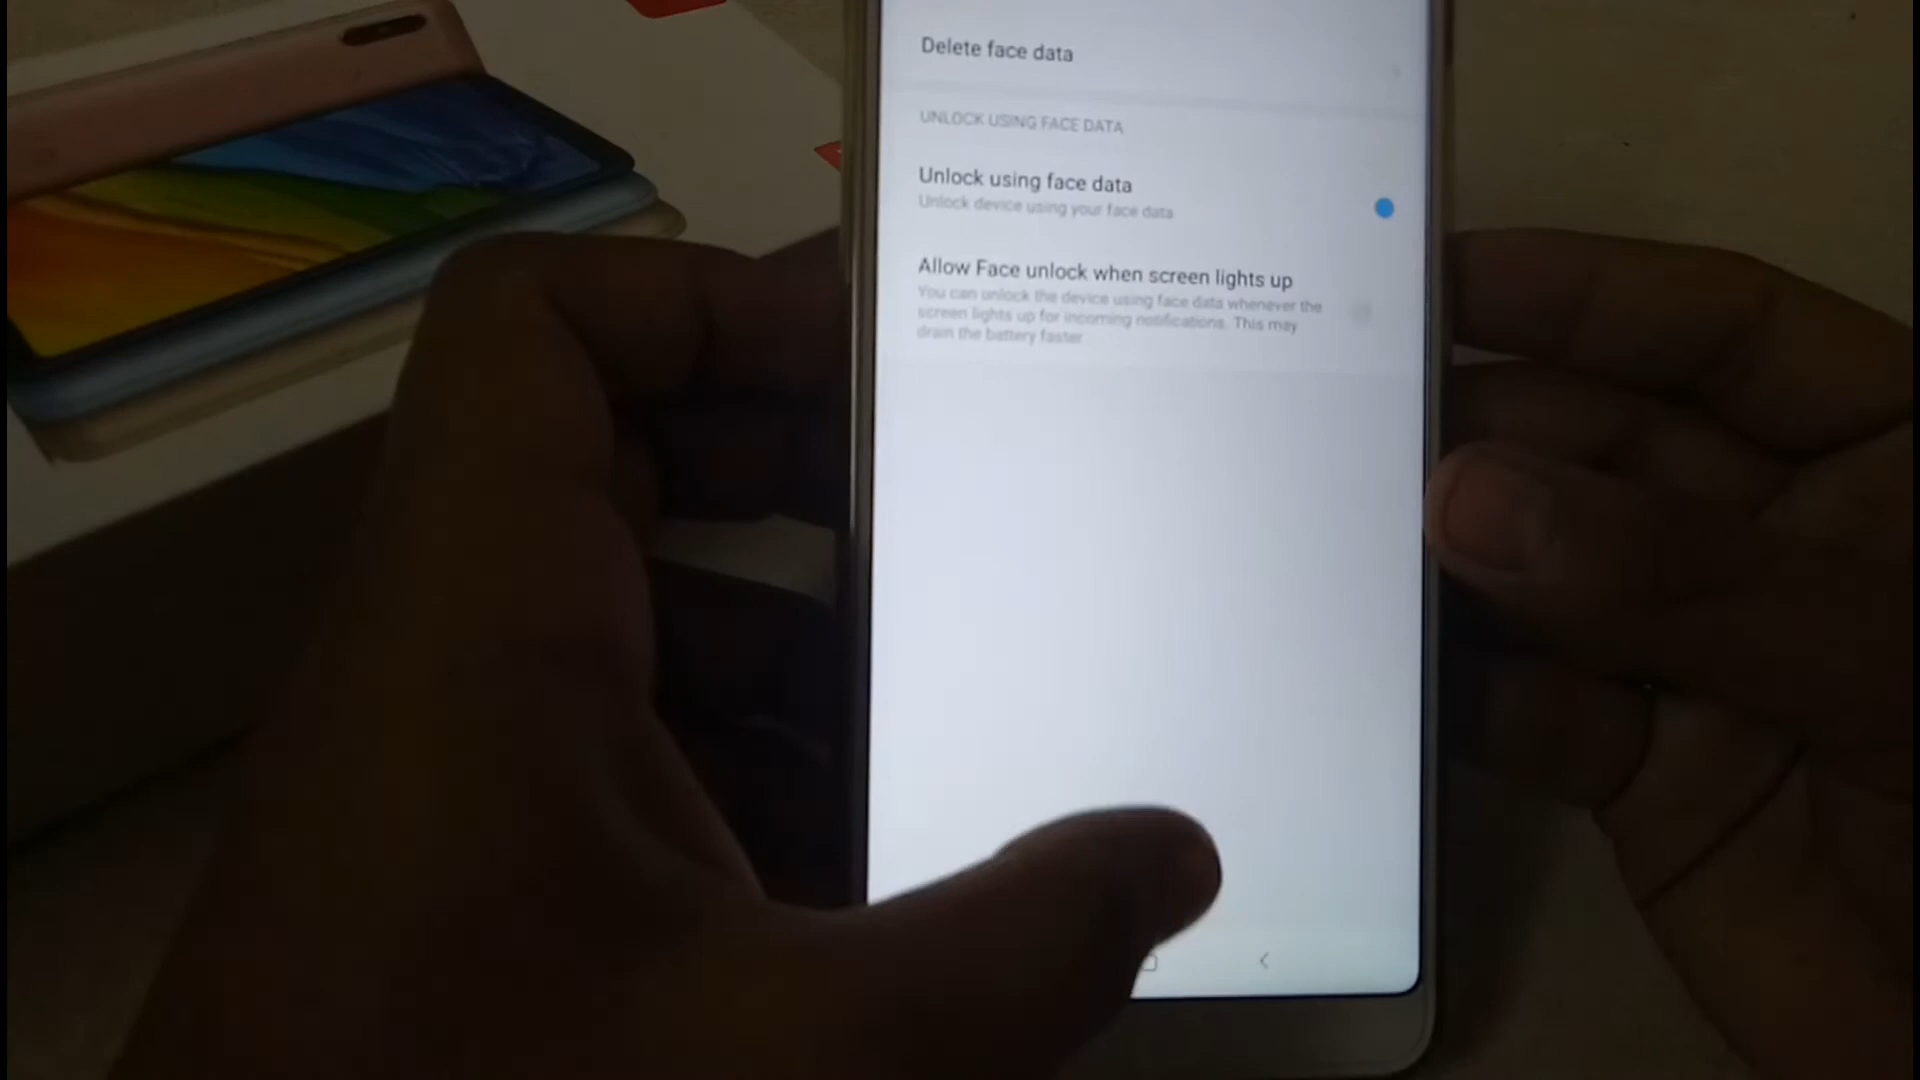 Delete face data
UNLOCK USING FACE DATA
Unlock using face data
Unlock device using your face data
Allow Face unlock when screen lights up
You can unlock the device using face data whenever the
screen lights up for incoming notifications. This may
drain the battery faster.